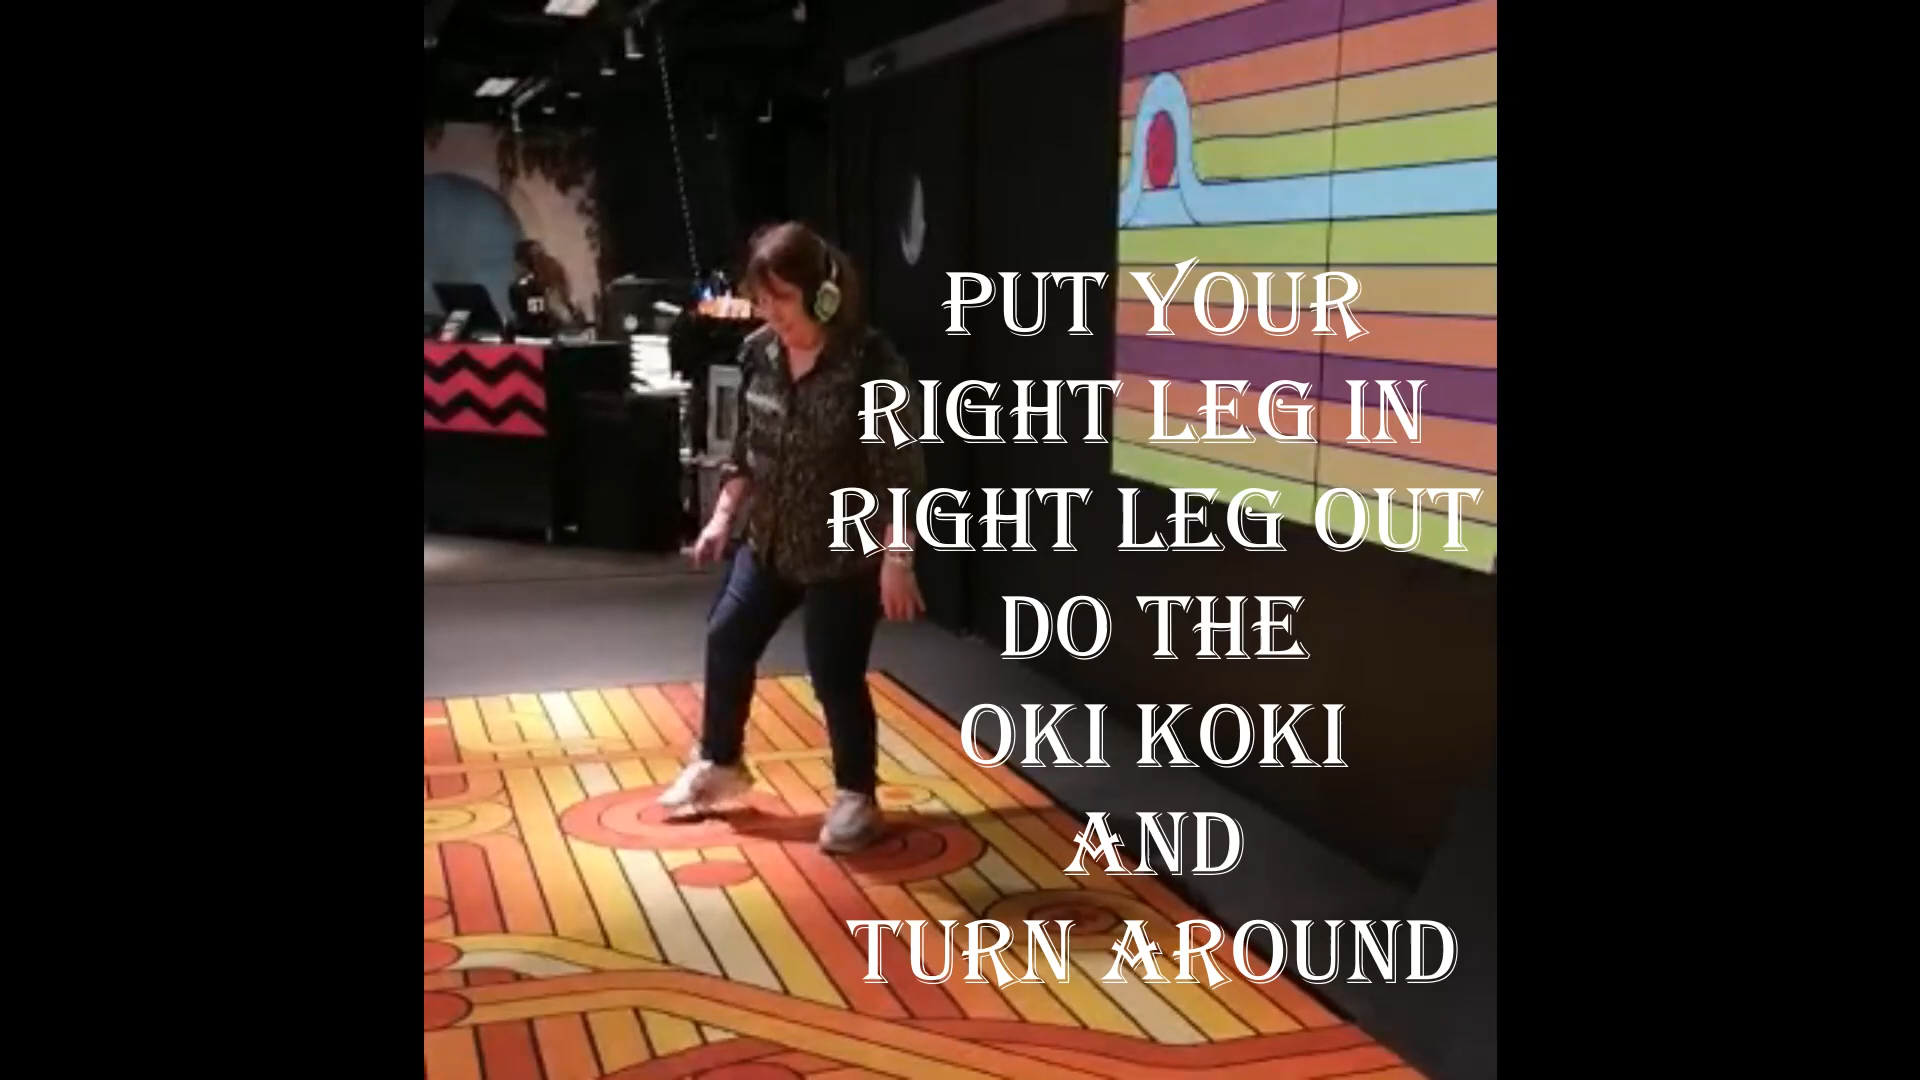 PUT YOUR
RIGHT LEG IN
RIGHT LEG OUT
DO THE
OKI KOKI
AND
TURN AROUND